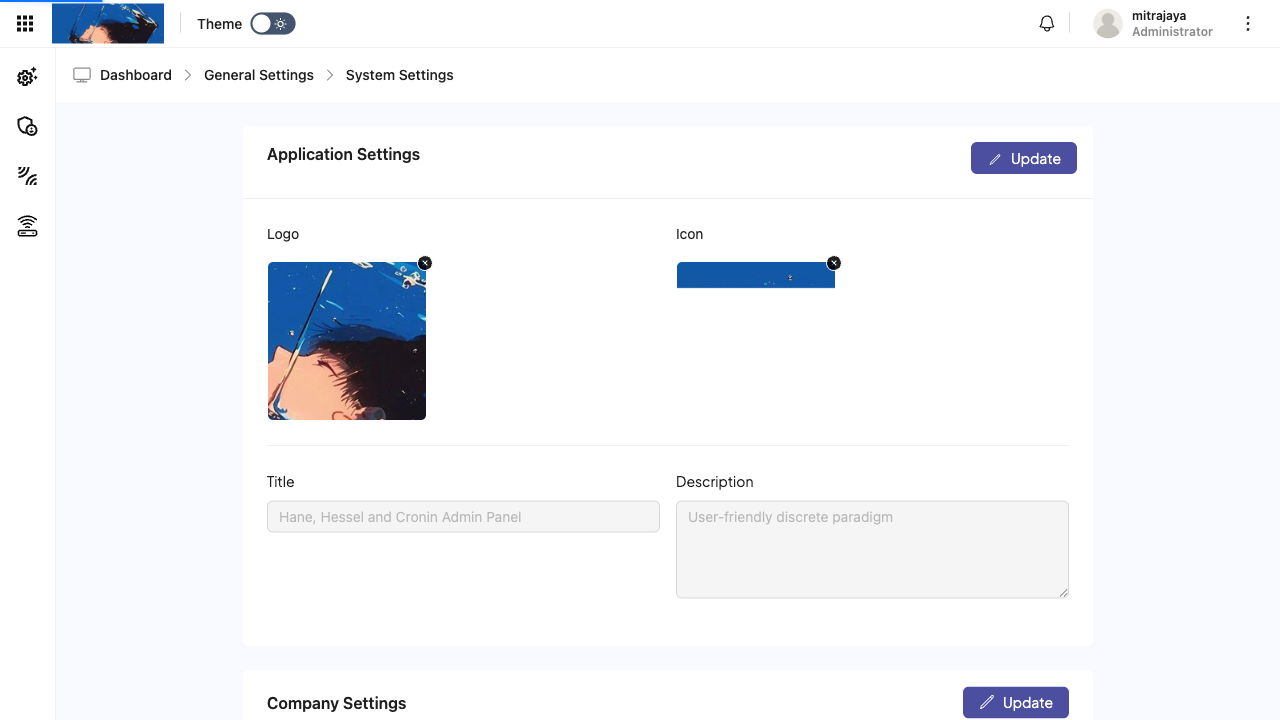 Theme
mitrajaya
Administrator
Dashboard
General Settings
System Settings
Application Settings
Update
Logo
Icon
Title
Description
Hane, Hessel and Cronin Admin Panel
User-friendly discrete paradigm
Company Settings
Update